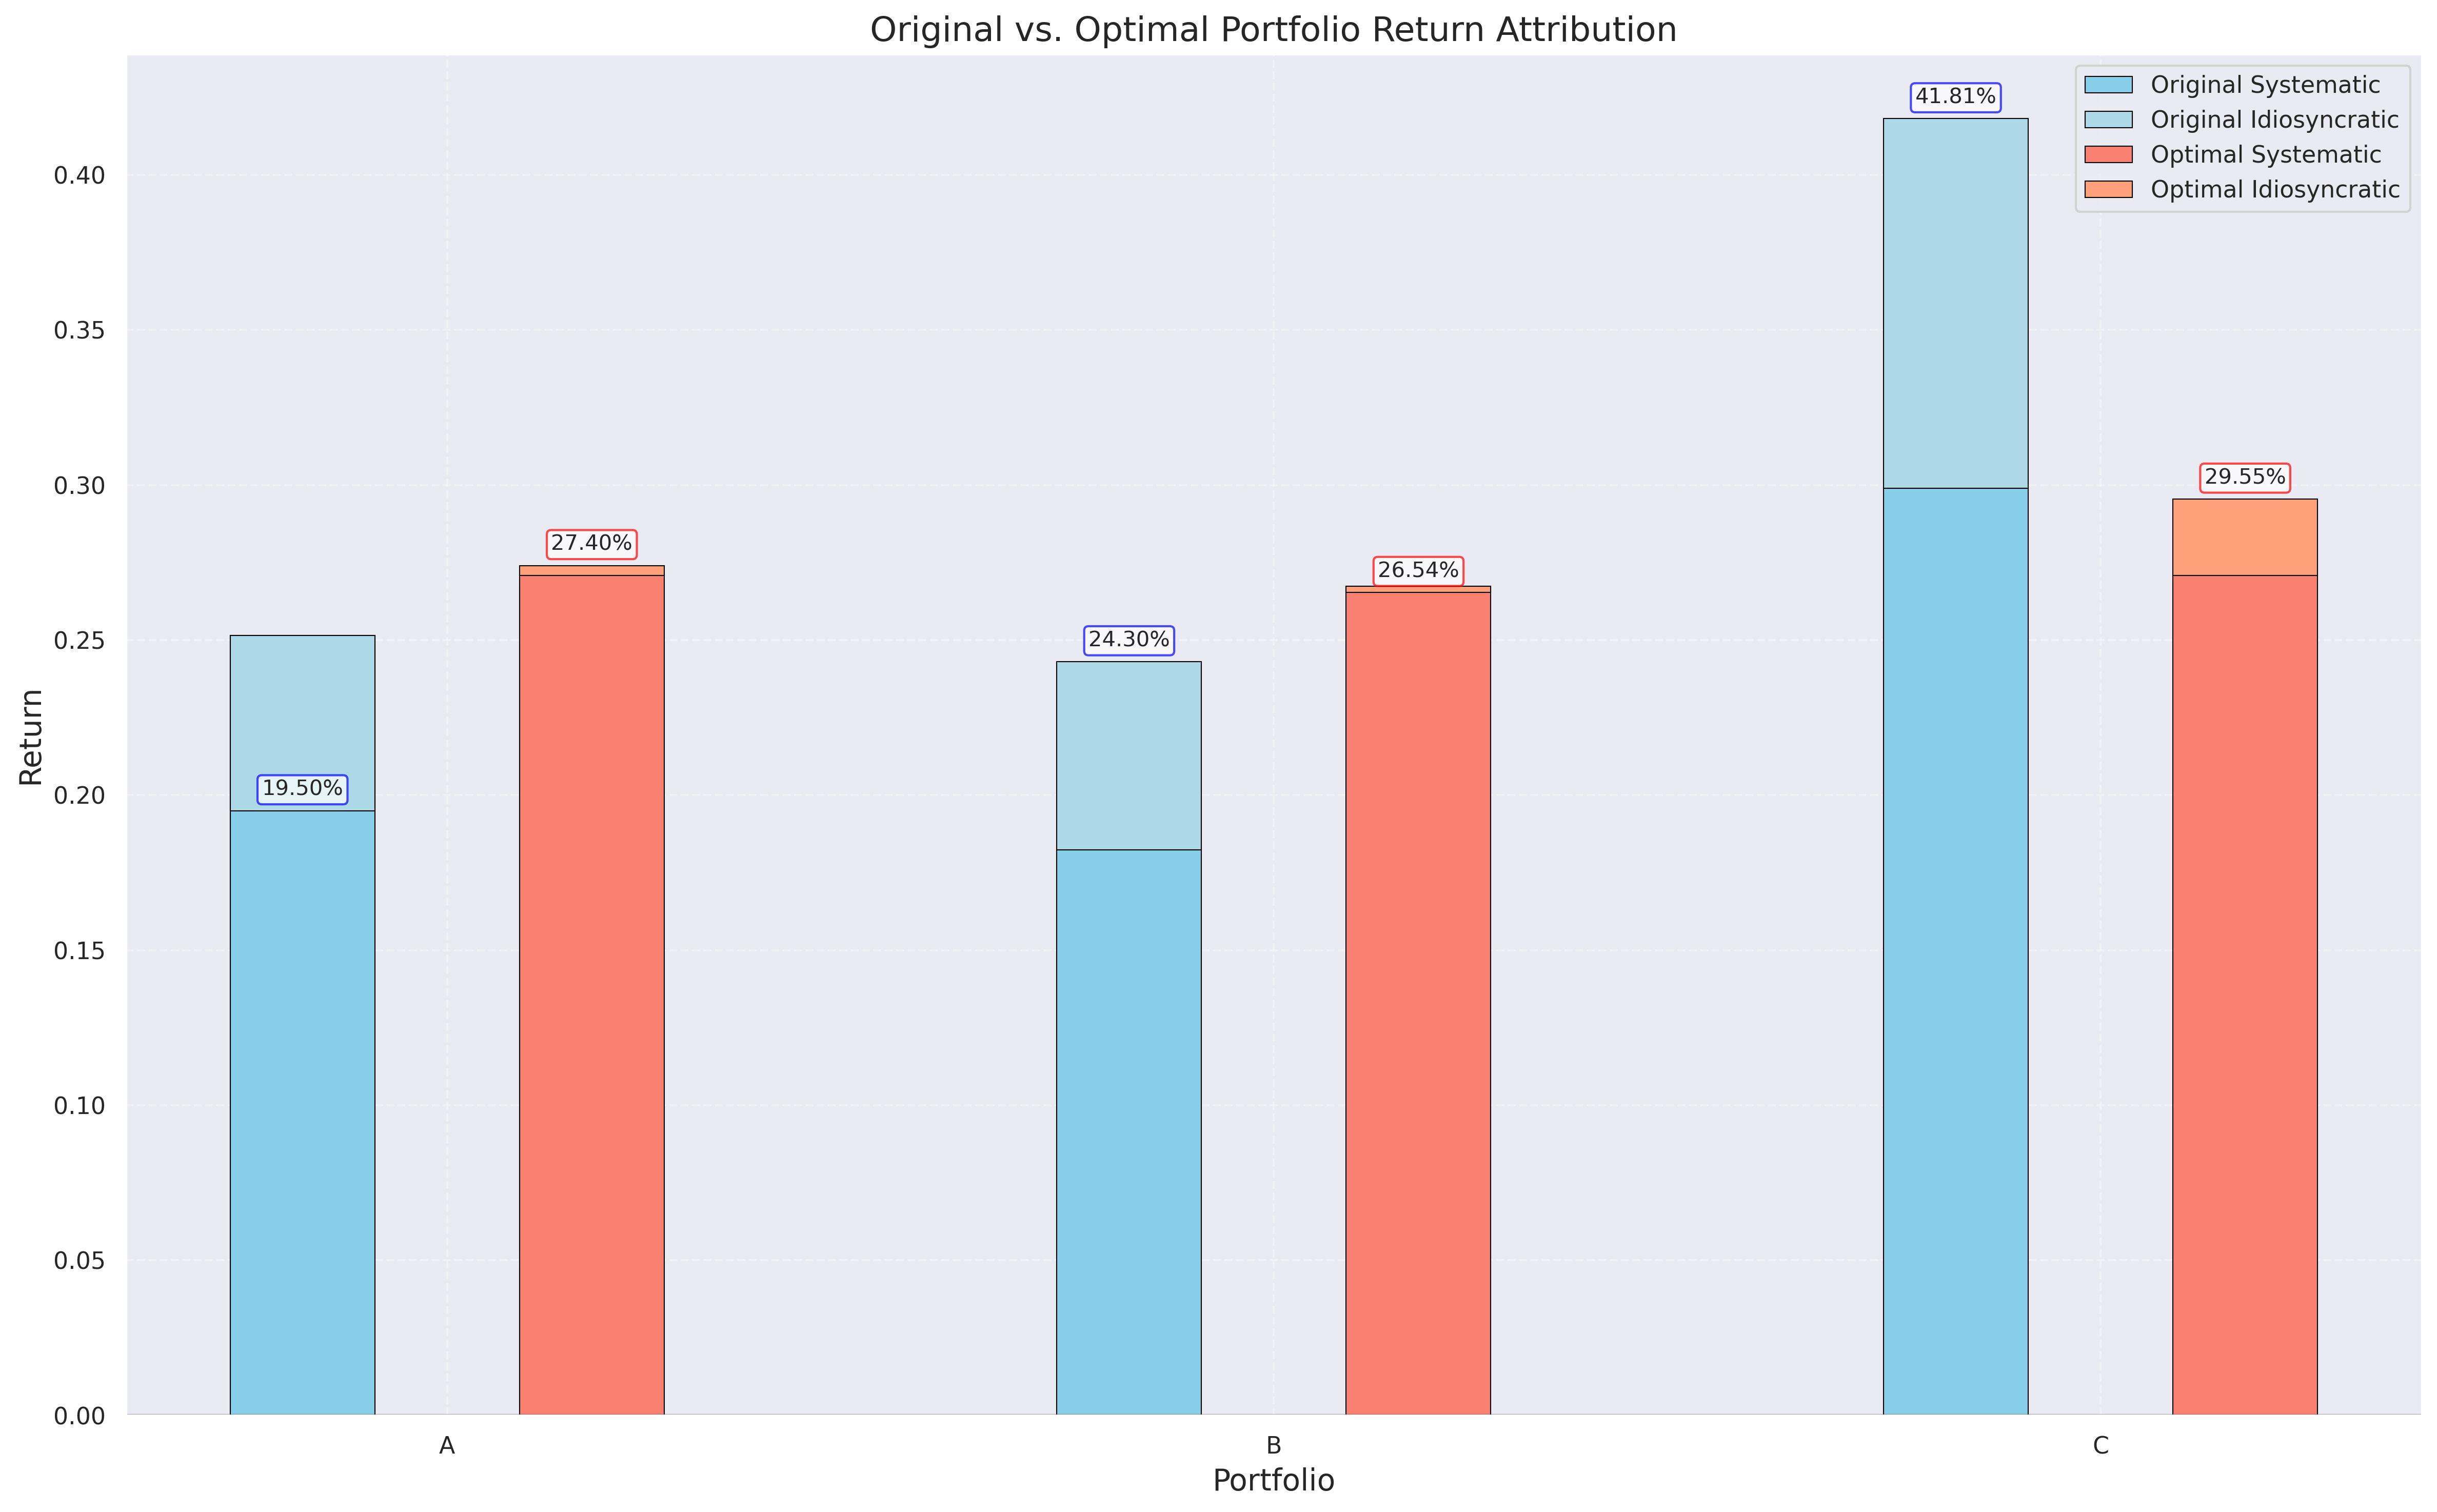 Original vs. Optimal Portfolio Return Attribution
Original Systematic
Original Idiosyncratic
Optimal Systematic
Optimal Idiosyncratic
Return
0.40
0.35
0.30
0.25
0.20
0.15
0.10
0.05
0.00
19.50%
27.40%
24.30%
26.54%
41.81%
29.55%
A
B
C
Portfolio